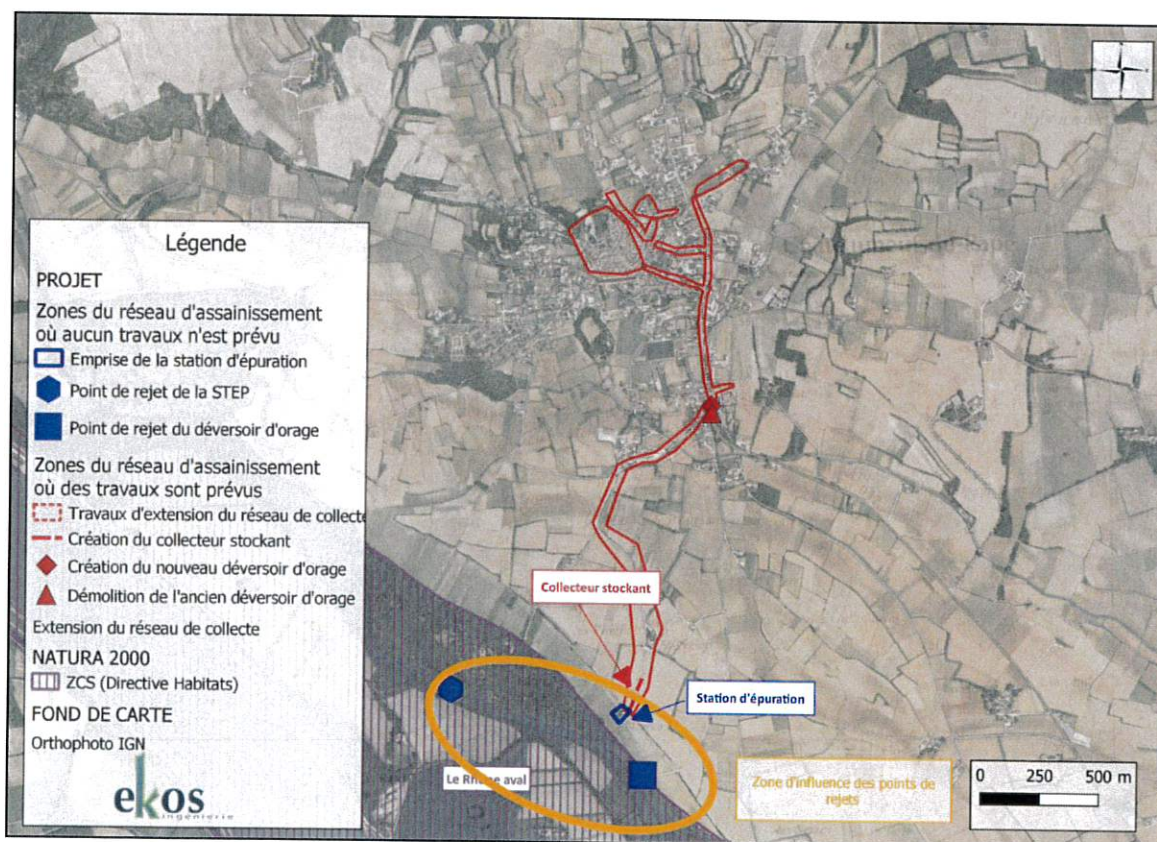 Légende
PROJET
Zones du réseau d'assainissement
où aucun travaux n'est prévu
Emprise de la station d'épuration
Point de rejet de la STEP
Point de rejet du déversoir d'orage
Zones du réseau d'assainissement
où des travaux sont prévus
Travaux d'extension du réseau de collecte
Création du collecteur stockant
Création du nouveau déversoir d'orage
Démolition de l'ancien déversoir d'orage
Extension du réseau de collecte
NATURA 2000
ZCS (Directive Habitats)
FOND DE CARTE
Orthophoto IGN
ekos
ingénierie
Collecteur stockant
Station d'épuration
Le Rhône aval
Zone d'influence des points de
rejets
0 250 500 m